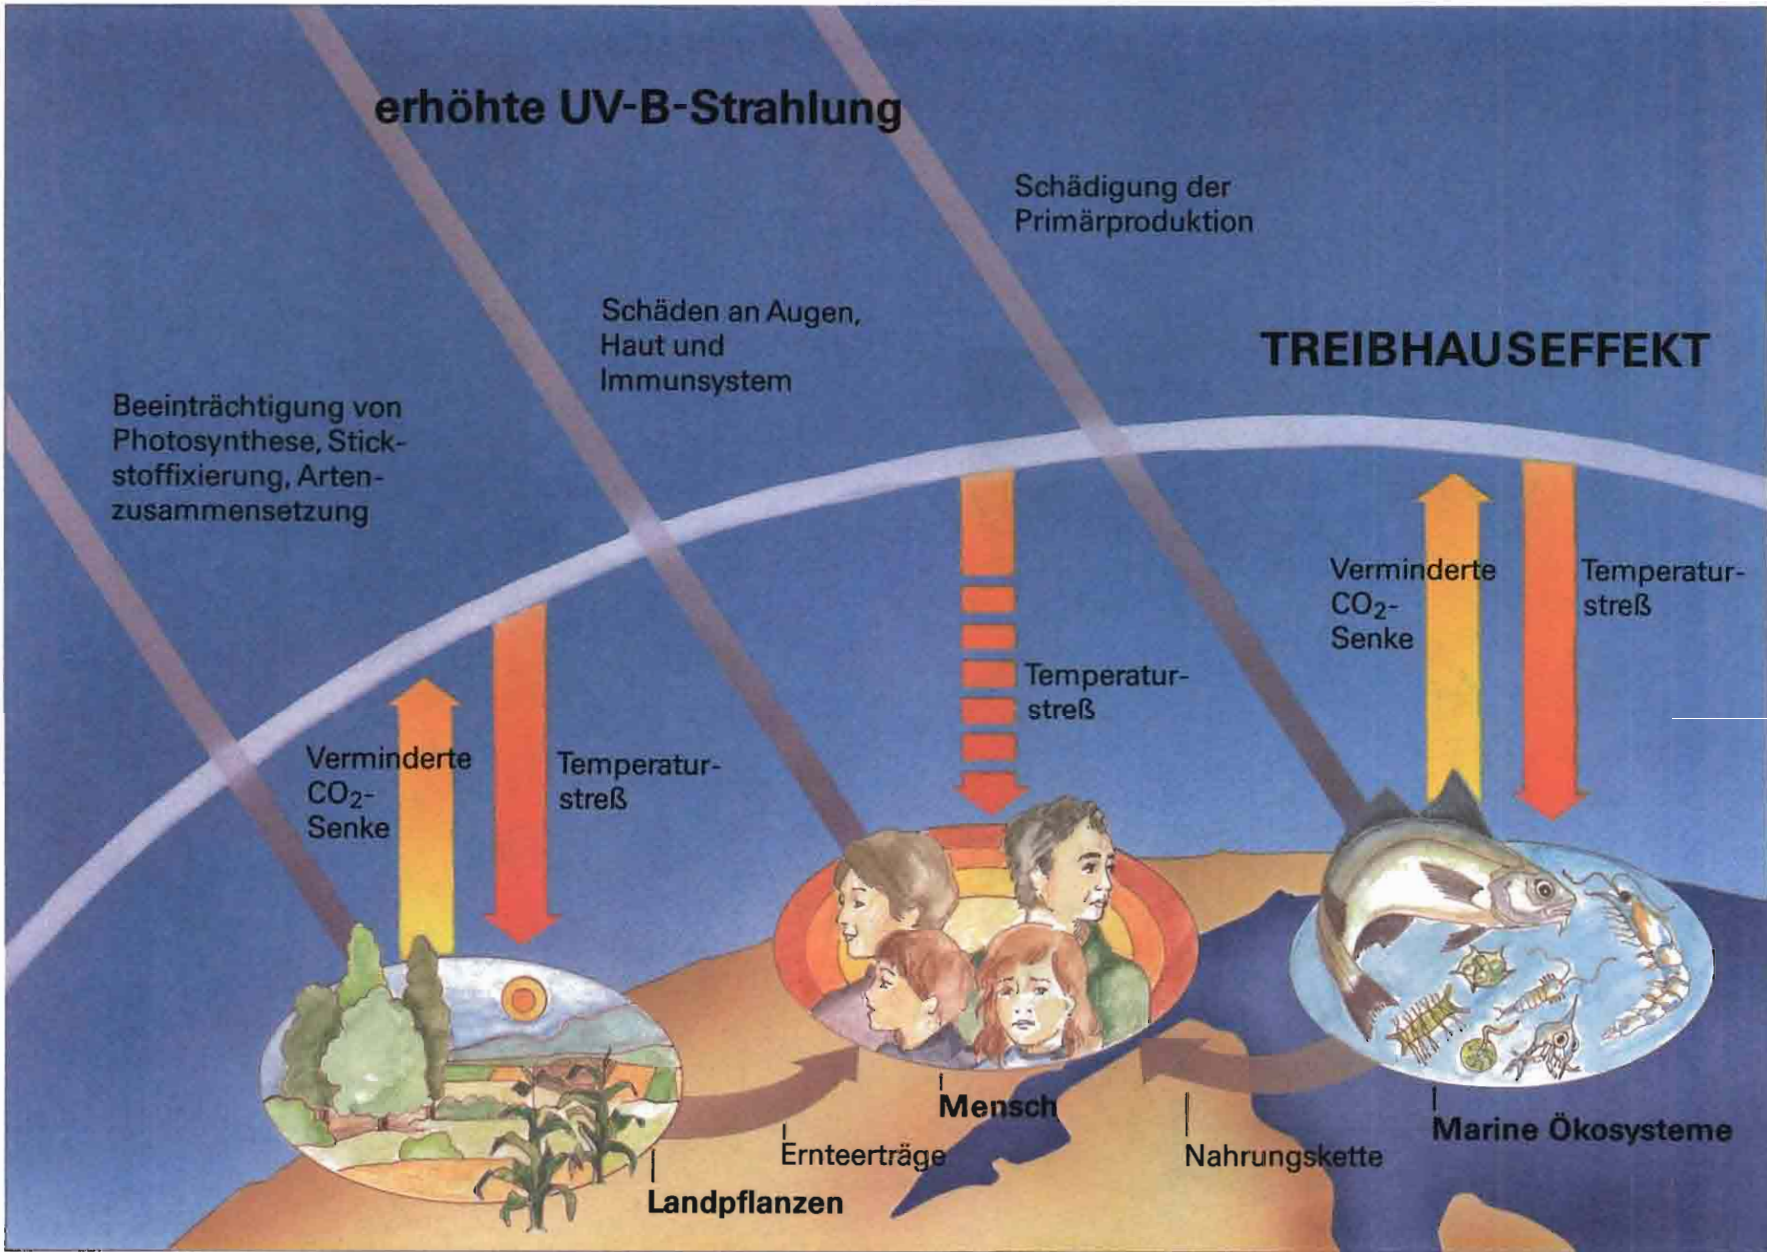 erhöhte UV-B-Strahlung
Schädigung der
Primärproduktion
Schäden an Augen,
Haut und
Immunsystem
TREIBHAUSEFFEKT
Beeinträchtigung von
Photosynthese, Stick-
stoffixierung, Arten-
zusammensetzung
Verminderte
CO₂-
Senke
Temperatur-
streß
Temperatur-
streß
Verminderte
CO₂-
Senke
Temperatur-
streß
Mensch
Ernteerträge
Landpflanzen
Nahrungskette
Marine Ökosysteme